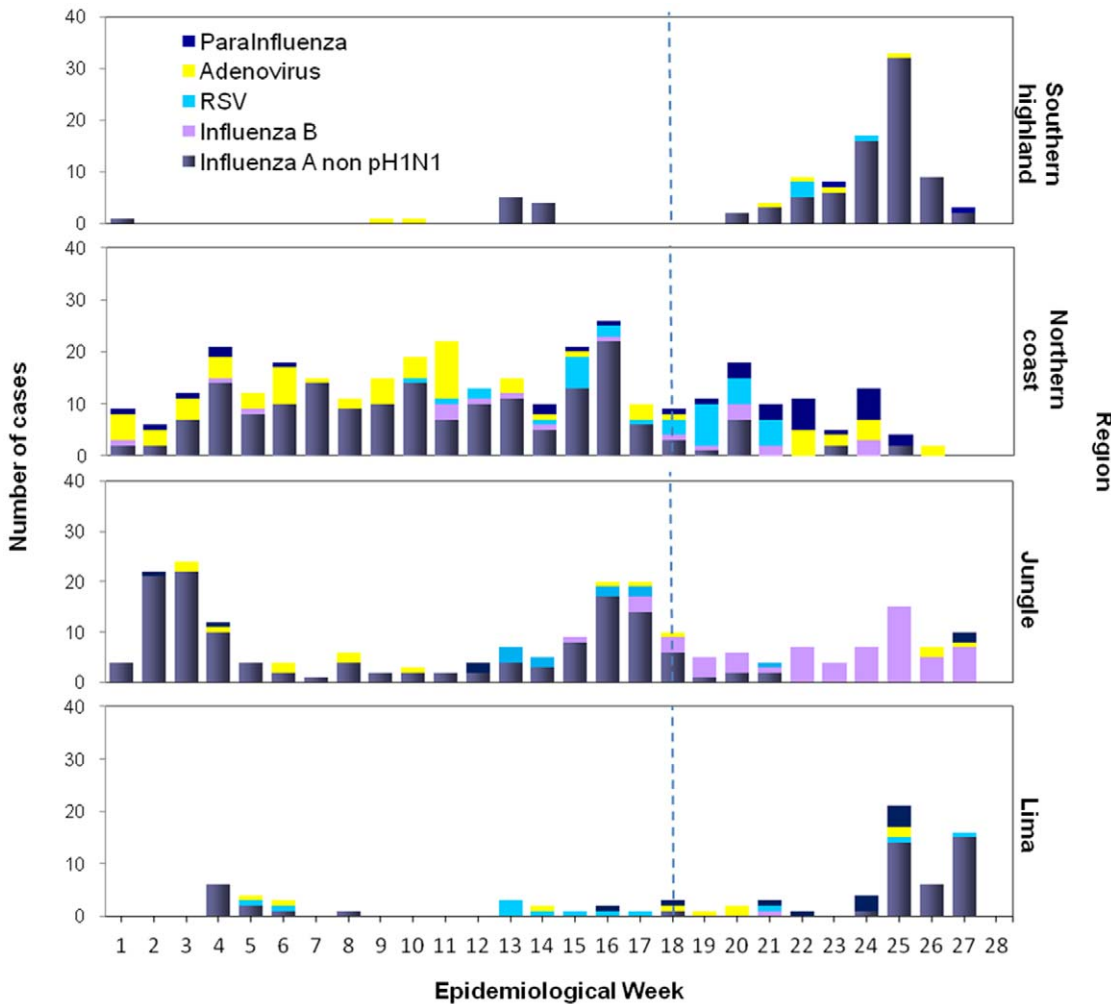 40
30
20
10
0
ParaInfluenza
Adenovirus
RSV
Influenza B
Influenza A non pH1N1
Southern
highland
40
30
20
10
0
Northern
coast
40
30
20
10
0
Jungle
40
30
20
10
0
Lima
Number of cases
Region
1 2 3 4 5 6 7 8 9 10 11 12 13 14 15 16 17 18 19 20 21 22 23 24 25 26 27 28
Epidemiological Week